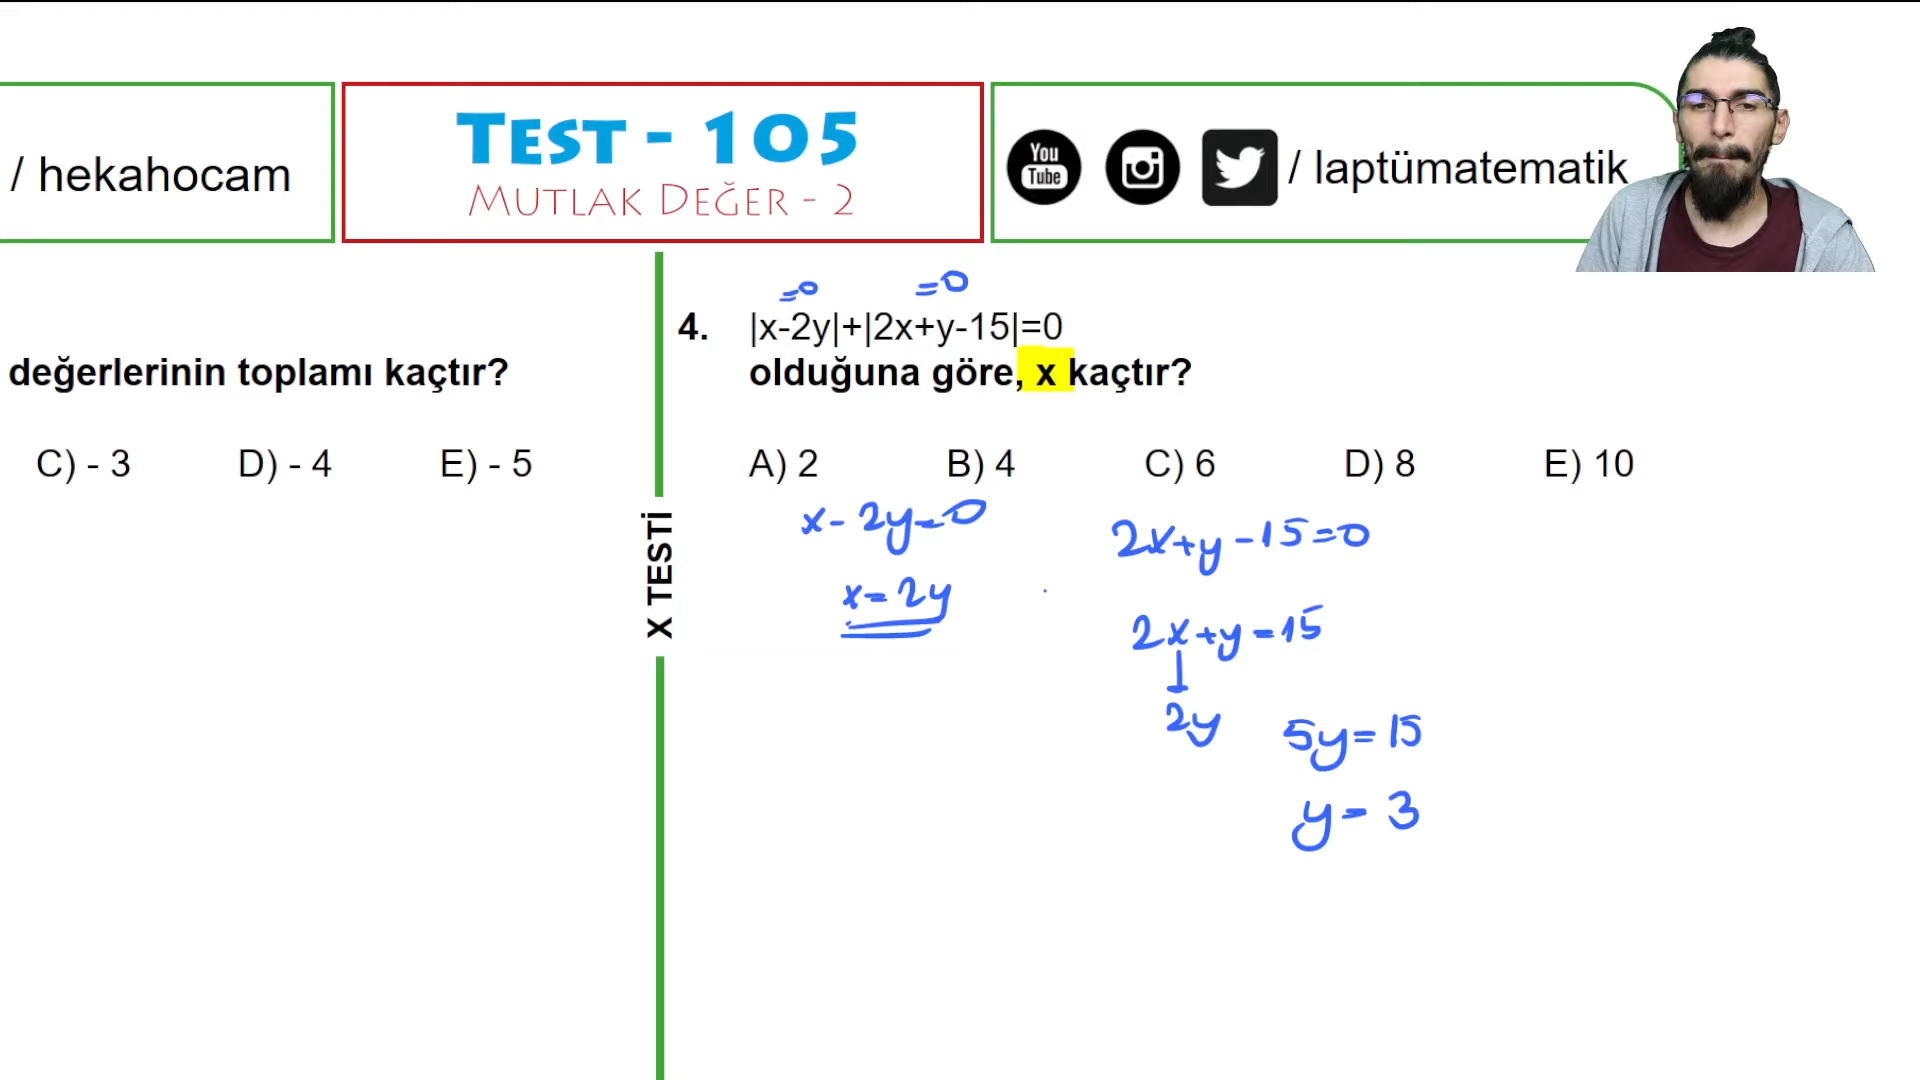 / hekahocam
TEST - 105
MUTLAK DEĞER - 2
You
Tube
/ laptümatematik
değerlerinin toplamı kaçtır?
C) - 3 D) - 4 E) - 5
X TESTİ
=0 =0
4. |x-2y|+|2x+y-15|=0
olduğuna göre, x kaçtır?
A) 2 B) 4 C) 6 D) 8 E) 10
x - 2y = 0
x = 2y
2x+y-15=0
2x+y=15
2y
5y=15
y = 3